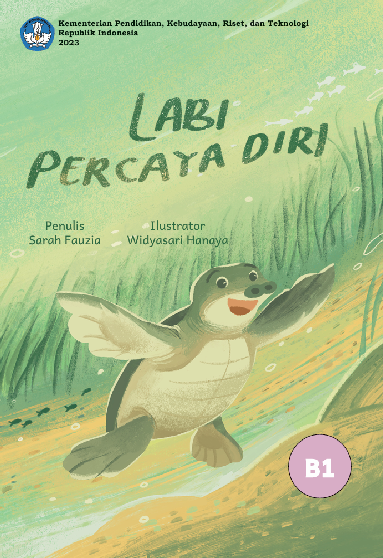 Kementerian Pendidikan, Kebudayaan, Riset, dan Teknologi
Republik Indonesia
2023
LABI
PERCAYA DIRI
Penulis
Sarah Fauzia
Ilustrator
Widyasari Hanaya
B1